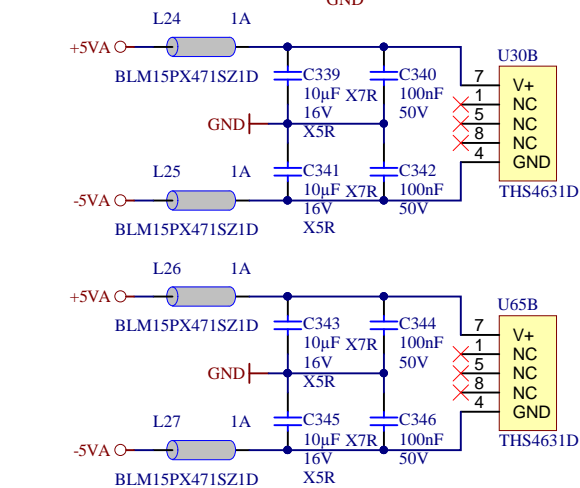 GND
L24 1A
+5VA
BLM15PX471SZ1D
C339
10µF
16V
X5R
C340
X7R 100nF
50V
U30B
7 V+
1 NC
5 NC
8 NC
4 GND
THS4631D
GND
L25 1A
-5VA
BLM15PX471SZ1D
C341
10µF
16V
X5R
C342
X7R 100nF
50V
L26 1A
+5VA
BLM15PX471SZ1D
C343
10µF
16V
X5R
C344
X7R 100nF
50V
U65B
7 V+
1 NC
5 NC
8 NC
4 GND
THS4631D
GND
L27 1A
-5VA
BLM15PX471SZ1D
C345
10µF
16V
X5R
C346
X7R 100nF
50V